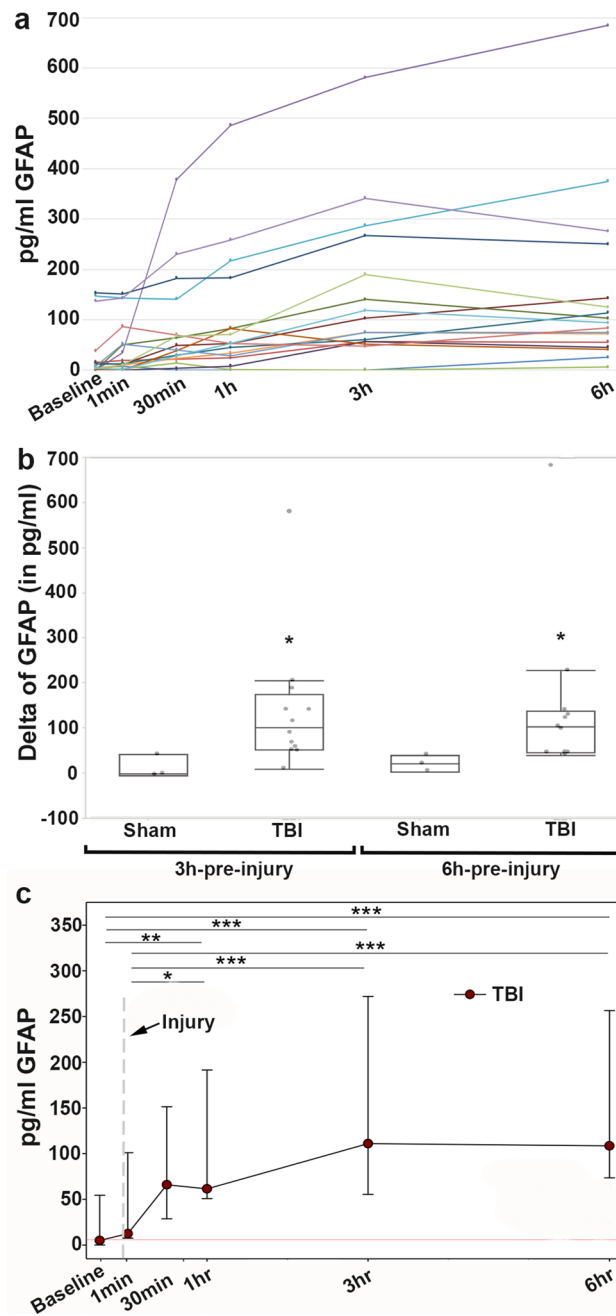 a
700
600
500
400
300
200
100
0
pg/ml GFAP
Baseline
1min
30min
1h
3h
6h
b
700
600
500
400
300
200
100
0
-100
Delta of GFAP (in pg/ml)
*
*
Sham
TBI
Sham
TBI
3h-pre-injury
6h-pre-injury
c
350
300
250
200
150
100
50
0
pg/ml GFAP
***
***
**
***
***
*
Injury
TBI
Baseline
1min
30min
1hr
3hr
6hr